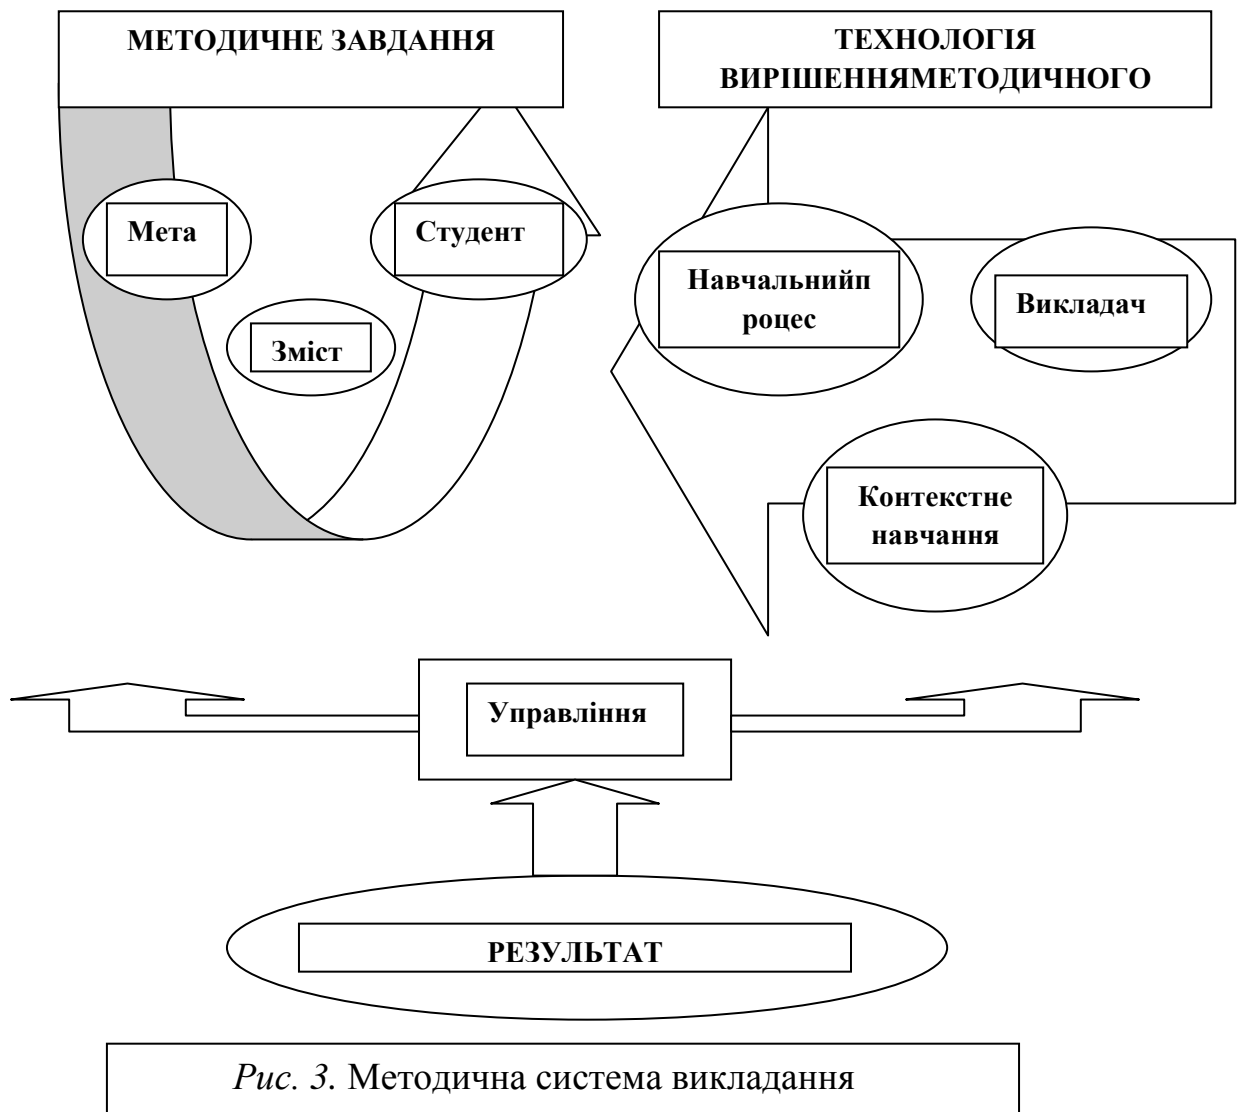 МЕТОДИЧНЕ ЗАВДАННЯ
ТЕХНОЛОГІЯ
ВИРІШЕННЯМЕТОДИЧНОГО
Мета
Студент
Зміст
Навчальнийп
роцес
Викладач
Контекстне
навчання
Управління
РЕЗУЛЬТАТ
Рис. 3. Методична система викладання